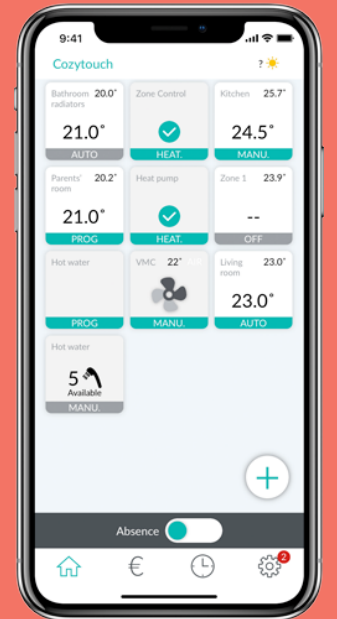 9:41
Cozytouch
?
Bathroom 20.0°
radiators
21.0°
AUTO
Zone Control
HEAT.
Kitchen 25.7°
24.5°
MANU.
Parents' 20.2°
room
21.0°
PROG
Heat pump
HEAT.
Zone 1 23.9°
--
OFF
Hot water
PROG
VMC 22°
MANU.
Living 23.0°
room
23.0°
AUTO
Hot water
5
Available
MANU.
+
Absence
€
2